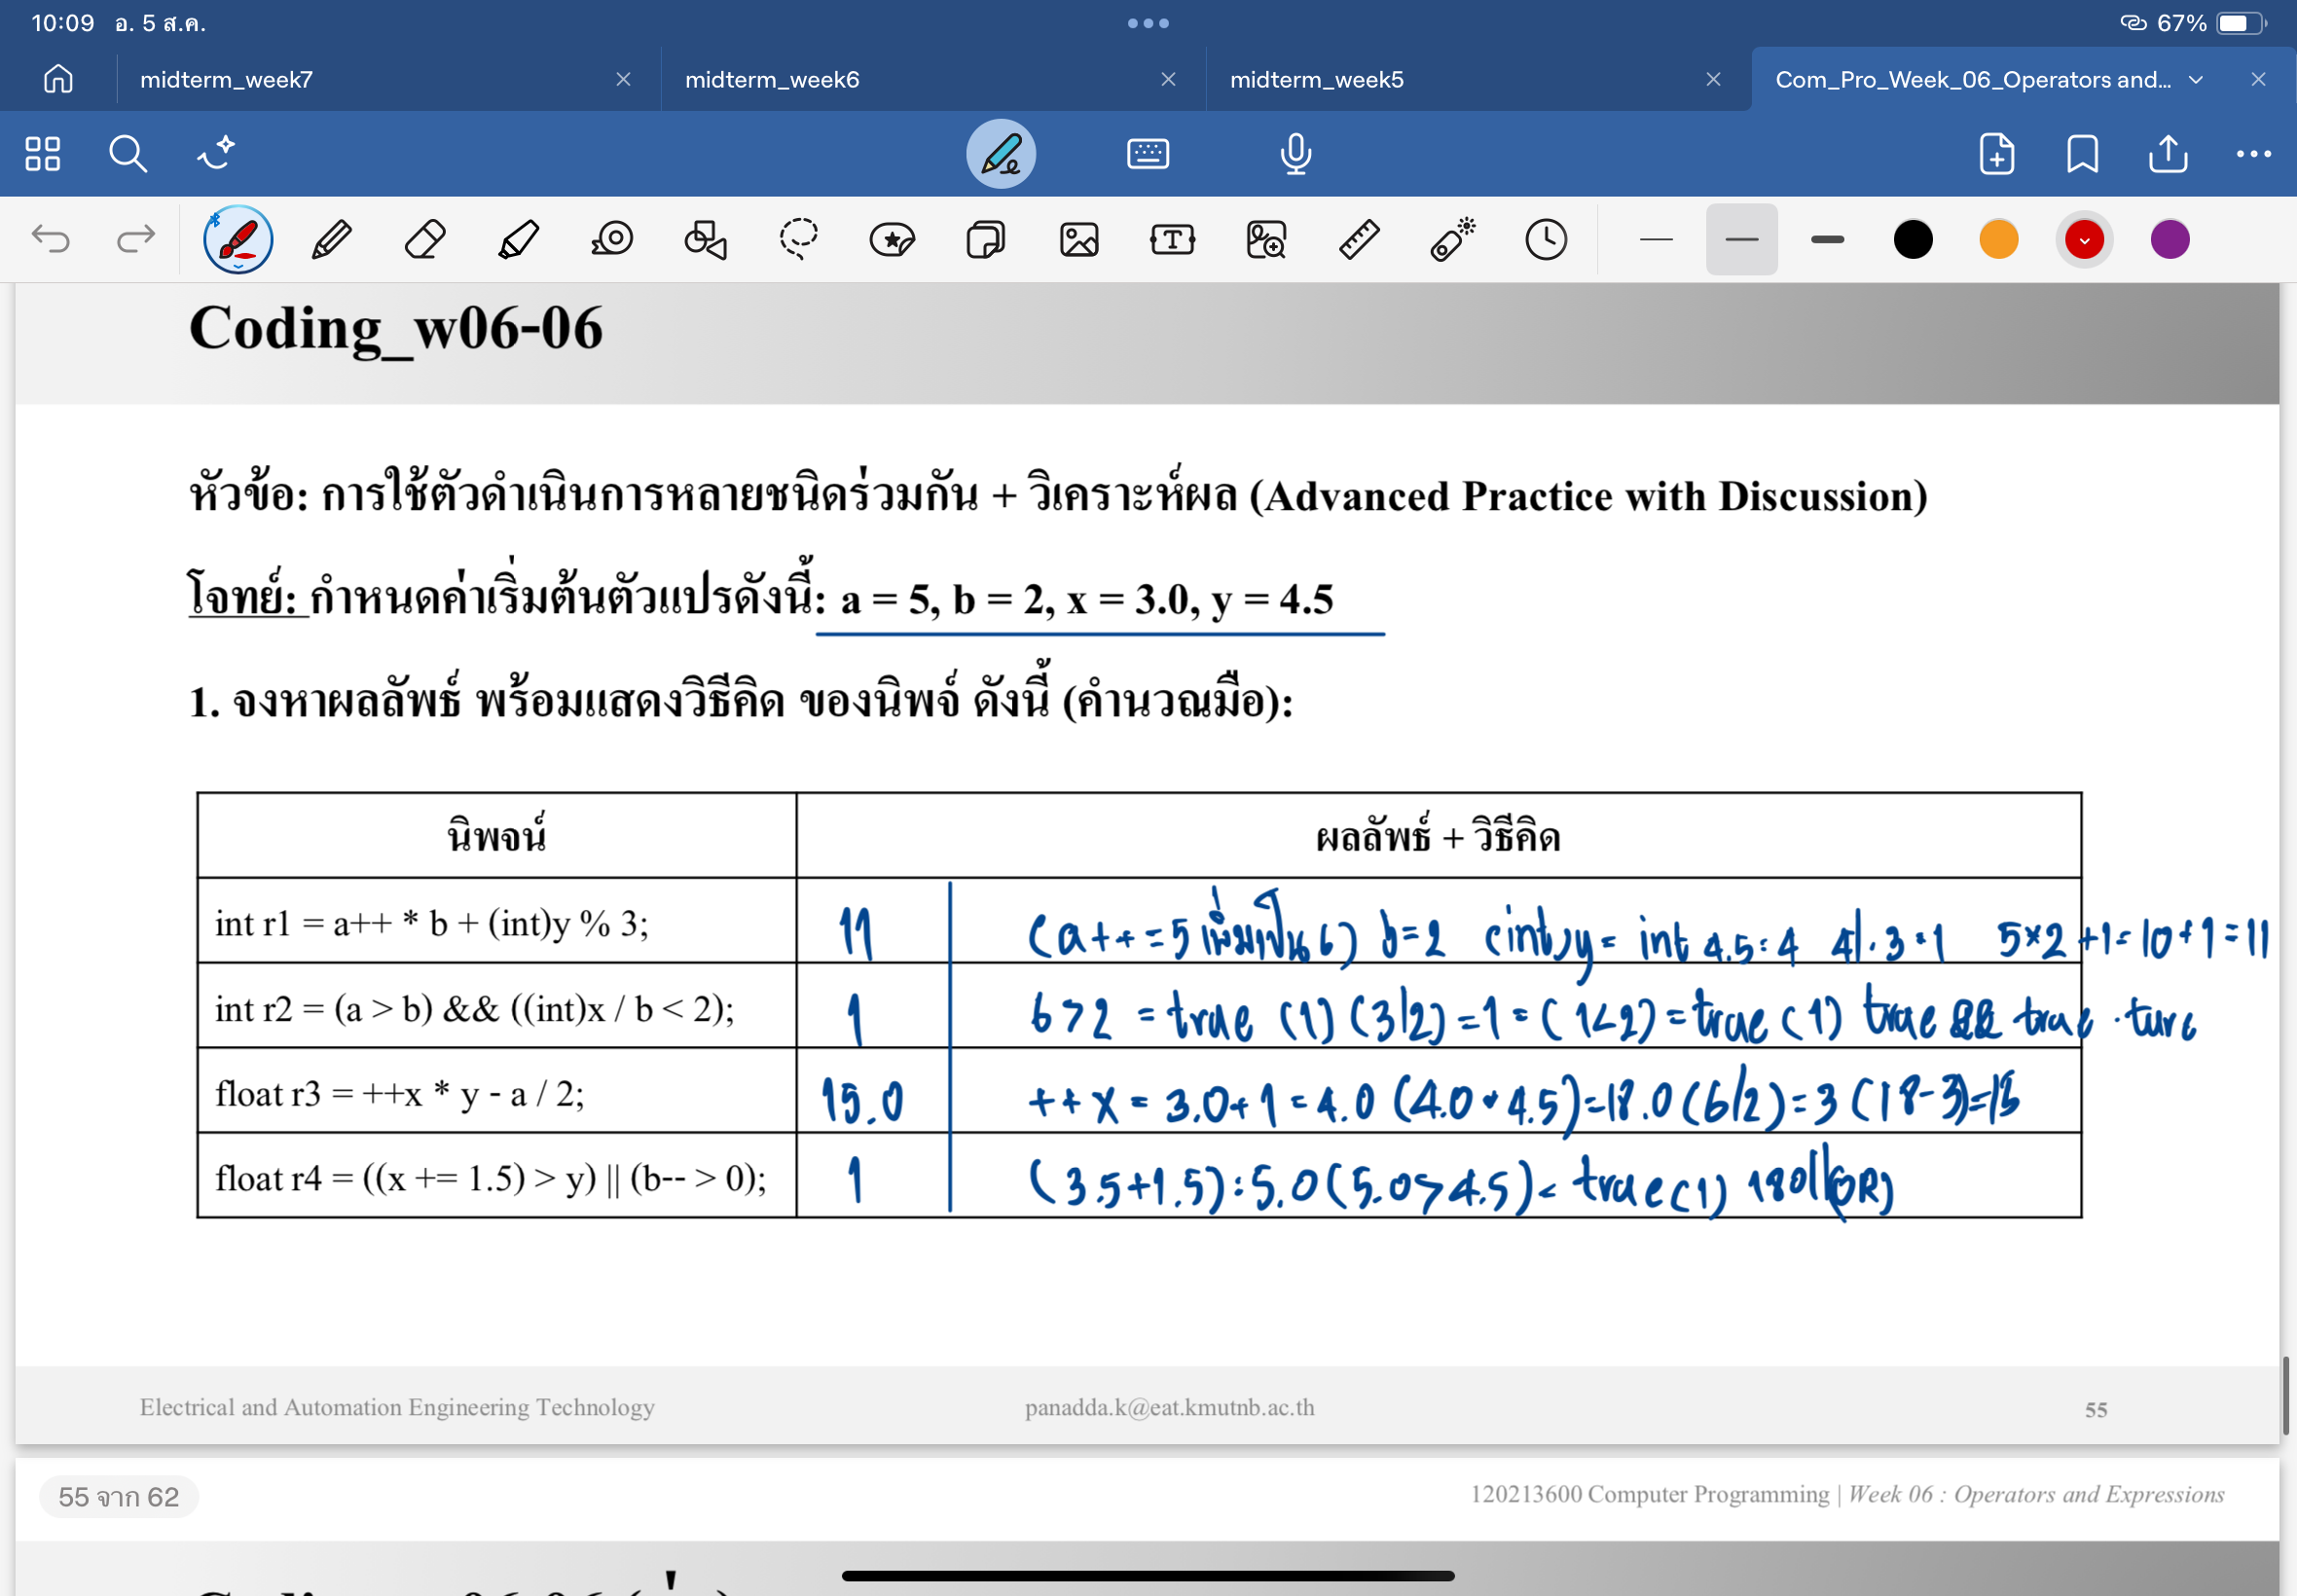 10:09 อ. 5 ส.ค. 67%
midterm_week7 midterm_week6 midterm_week5 Com_Pro_Week_06_Operators and...
Coding_w06-06
หัวข้อ: การใช้ตัวดำเนินการหลายชนิดร่วมกัน + วิเคราะห์ผล (Advanced Practice with Discussion)
โจทย์: กำหนดค่าเริ่มต้นตัวแปรดังนี้: a = 5, b = 2, x = 3.0, y = 4.5
1. จงหาผลลัพธ์ พร้อมแสดงวิธีคิด ของนิพจ์ ดังนี้ (คำนวณมือ):
นิพจน์ ผลลัพธ์ + วิธีคิด
int r1 = a++ * b + (int)y % 3; 11 (a++=5 เพิ่มเป็น 6) b=2 (int)y= int 4.5=4 4%3=1 5×2+1=10+1=11
int r2 = (a > b) && ((int)x / b < 2); 1 6>2 = true (1) (3/2)=1=(1<2)=true(1) true && true = ture
float r3 = ++x * y - a / 2; 15.0 ++x = 3.0+1=4.0 (4.0*4.5)=18.0(6/2)=3(18-3)=15
float r4 = ((x += 1.5) > y) || (b-- > 0); 1 (3.5+1.5)=5.0(5.0>4.5)= true(1) ||(OR)
Electrical and Automation Engineering Technology panadda.k@eat.kmutnb.ac.th 55
55 จาก 62 120213600 Computer Programming | Week 06 : Operators and Expressions